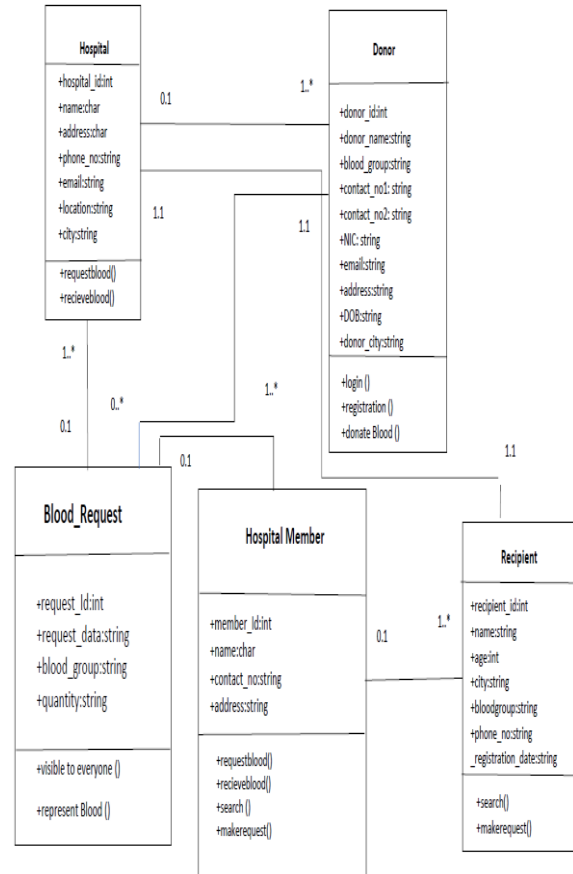 Hospital
+hospital_id:int
+name:char
+address:char
+phone_no:string
+email:string
+location:string
+city:string
+requestblood()
+recieveblood()
Donor
+donor_id:int
+donor_name:string
+blood_group:string
+contact_no1: string
+contact_no2: string
+NIC: string
+email:string
+address:string
+DOB:string
+donor_city:string
+login ()
+registration ()
+donate Blood ()
0.1
1..*
1.1
1.1
1..*
0..*
1..*
0.1
0.1
1.1
Blood_Request
+request_Id:int
+request_data:string
+blood_group:string
+quantity:string
+visible to everyone ()
+represent Blood ()
Hospital Member
+member_Id:int
+name:char
+contact_no:string
+address:string
+requestblood()
+recieveblood()
+search ()
+makerequest()
0.1
1..*
Recipient
+recipient_id:int
+name:string
+age:int
+city:string
+bloodgroup:string
+phone_no:string
_registration_date:string
+search()
+makerequest()